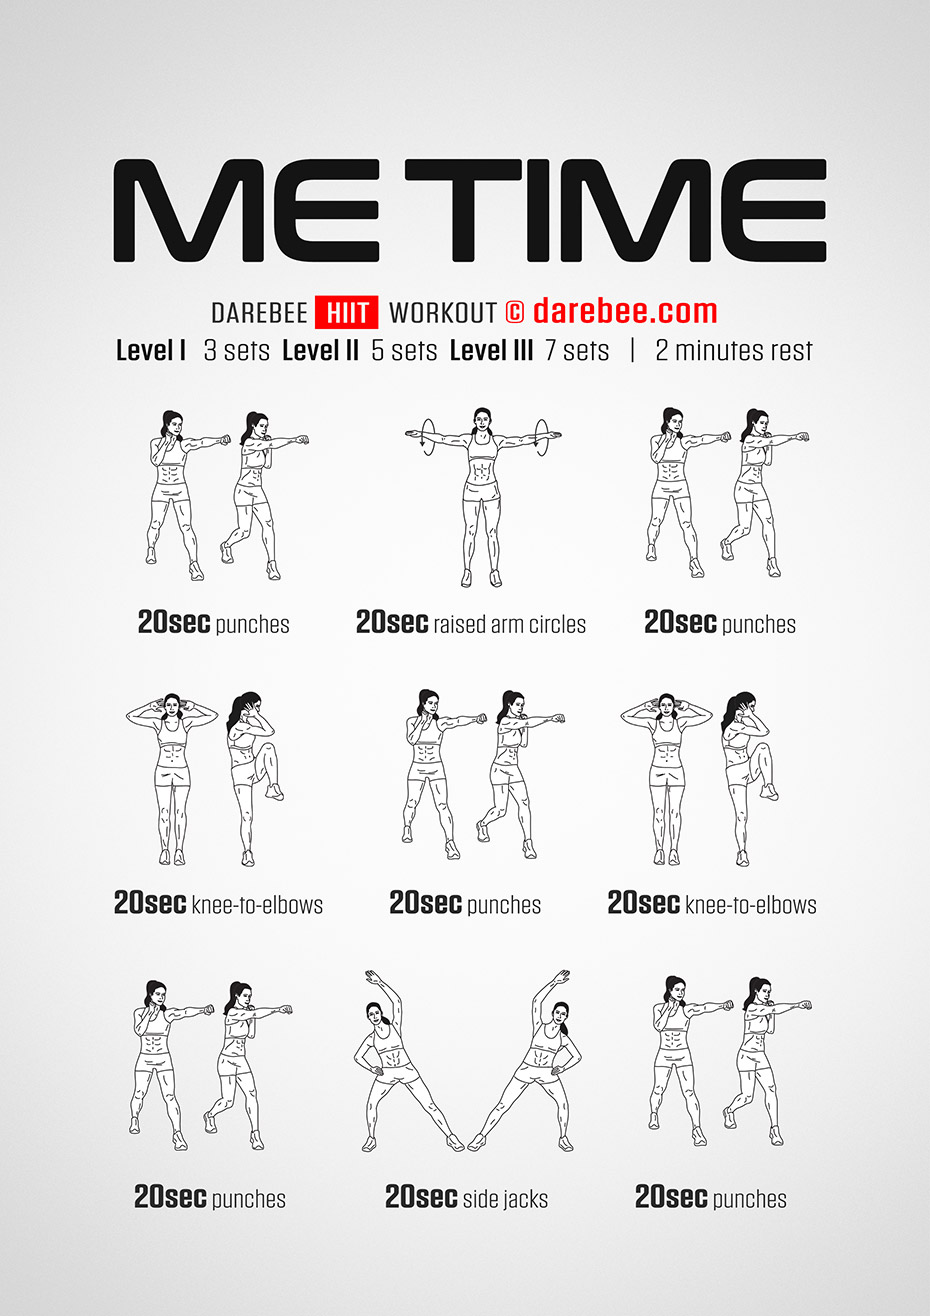 ME TIME
DAREBEE HIIT WORKOUT © darebee.com
Level I 3 sets Level II 5 sets Level III 7 sets | 2 minutes rest
20sec punches
20sec raised arm circles
20sec punches
20sec knee-to-elbows
20sec punches
20sec knee-to-elbows
20sec punches
20sec side jacks
20sec punches